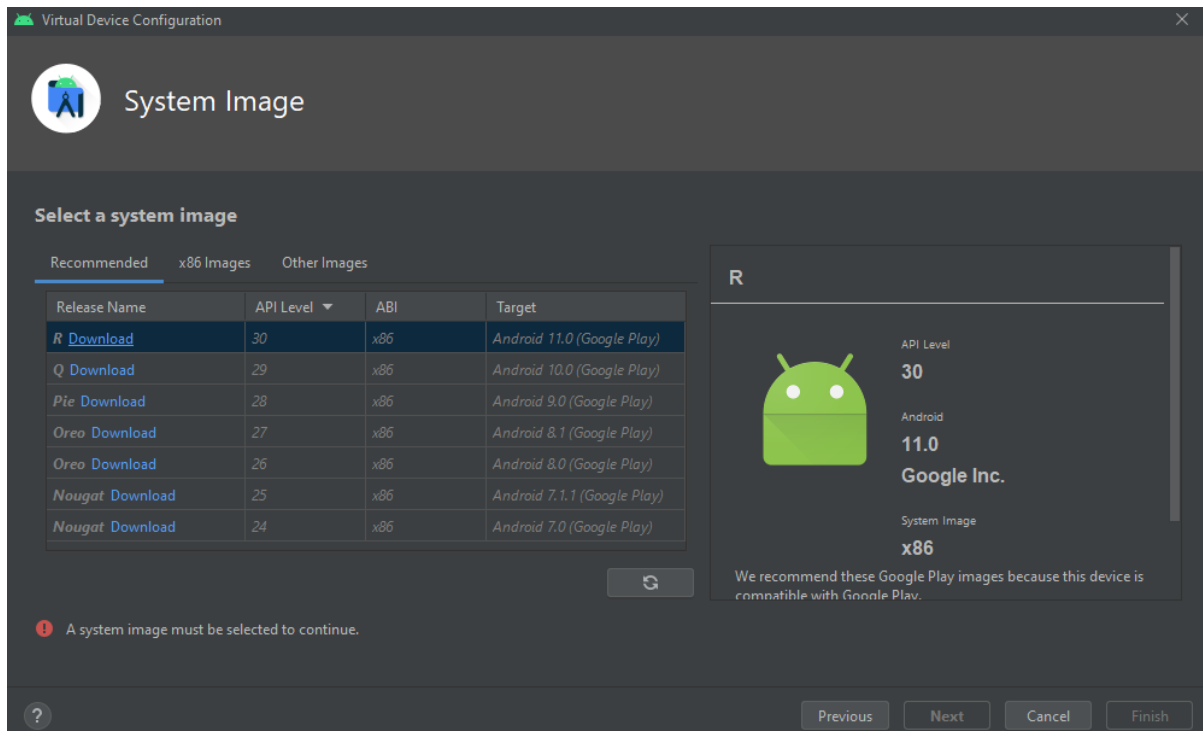 Virtual Device Configuration
System Image
Select a system image
Recommended x86 Images Other Images
Release Name API Level ABI Target
R Download 30 x86 Android 11.0 (Google Play)
Q Download 29 x86 Android 10.0 (Google Play)
Pie Download 28 x86 Android 9.0 (Google Play)
Oreo Download 27 x86 Android 8.1 (Google Play)
Oreo Download 26 x86 Android 8.0 (Google Play)
Nougat Download 25 x86 Android 7.1.1 (Google Play)
Nougat Download 24 x86 Android 7.0 (Google Play)
R
API Level
30
Android
11.0
Google Inc.
System Image
x86
We recommend these Google Play images because this device is
compatible with Google Play.
A system image must be selected to continue.
? Previous Next Cancel Finish